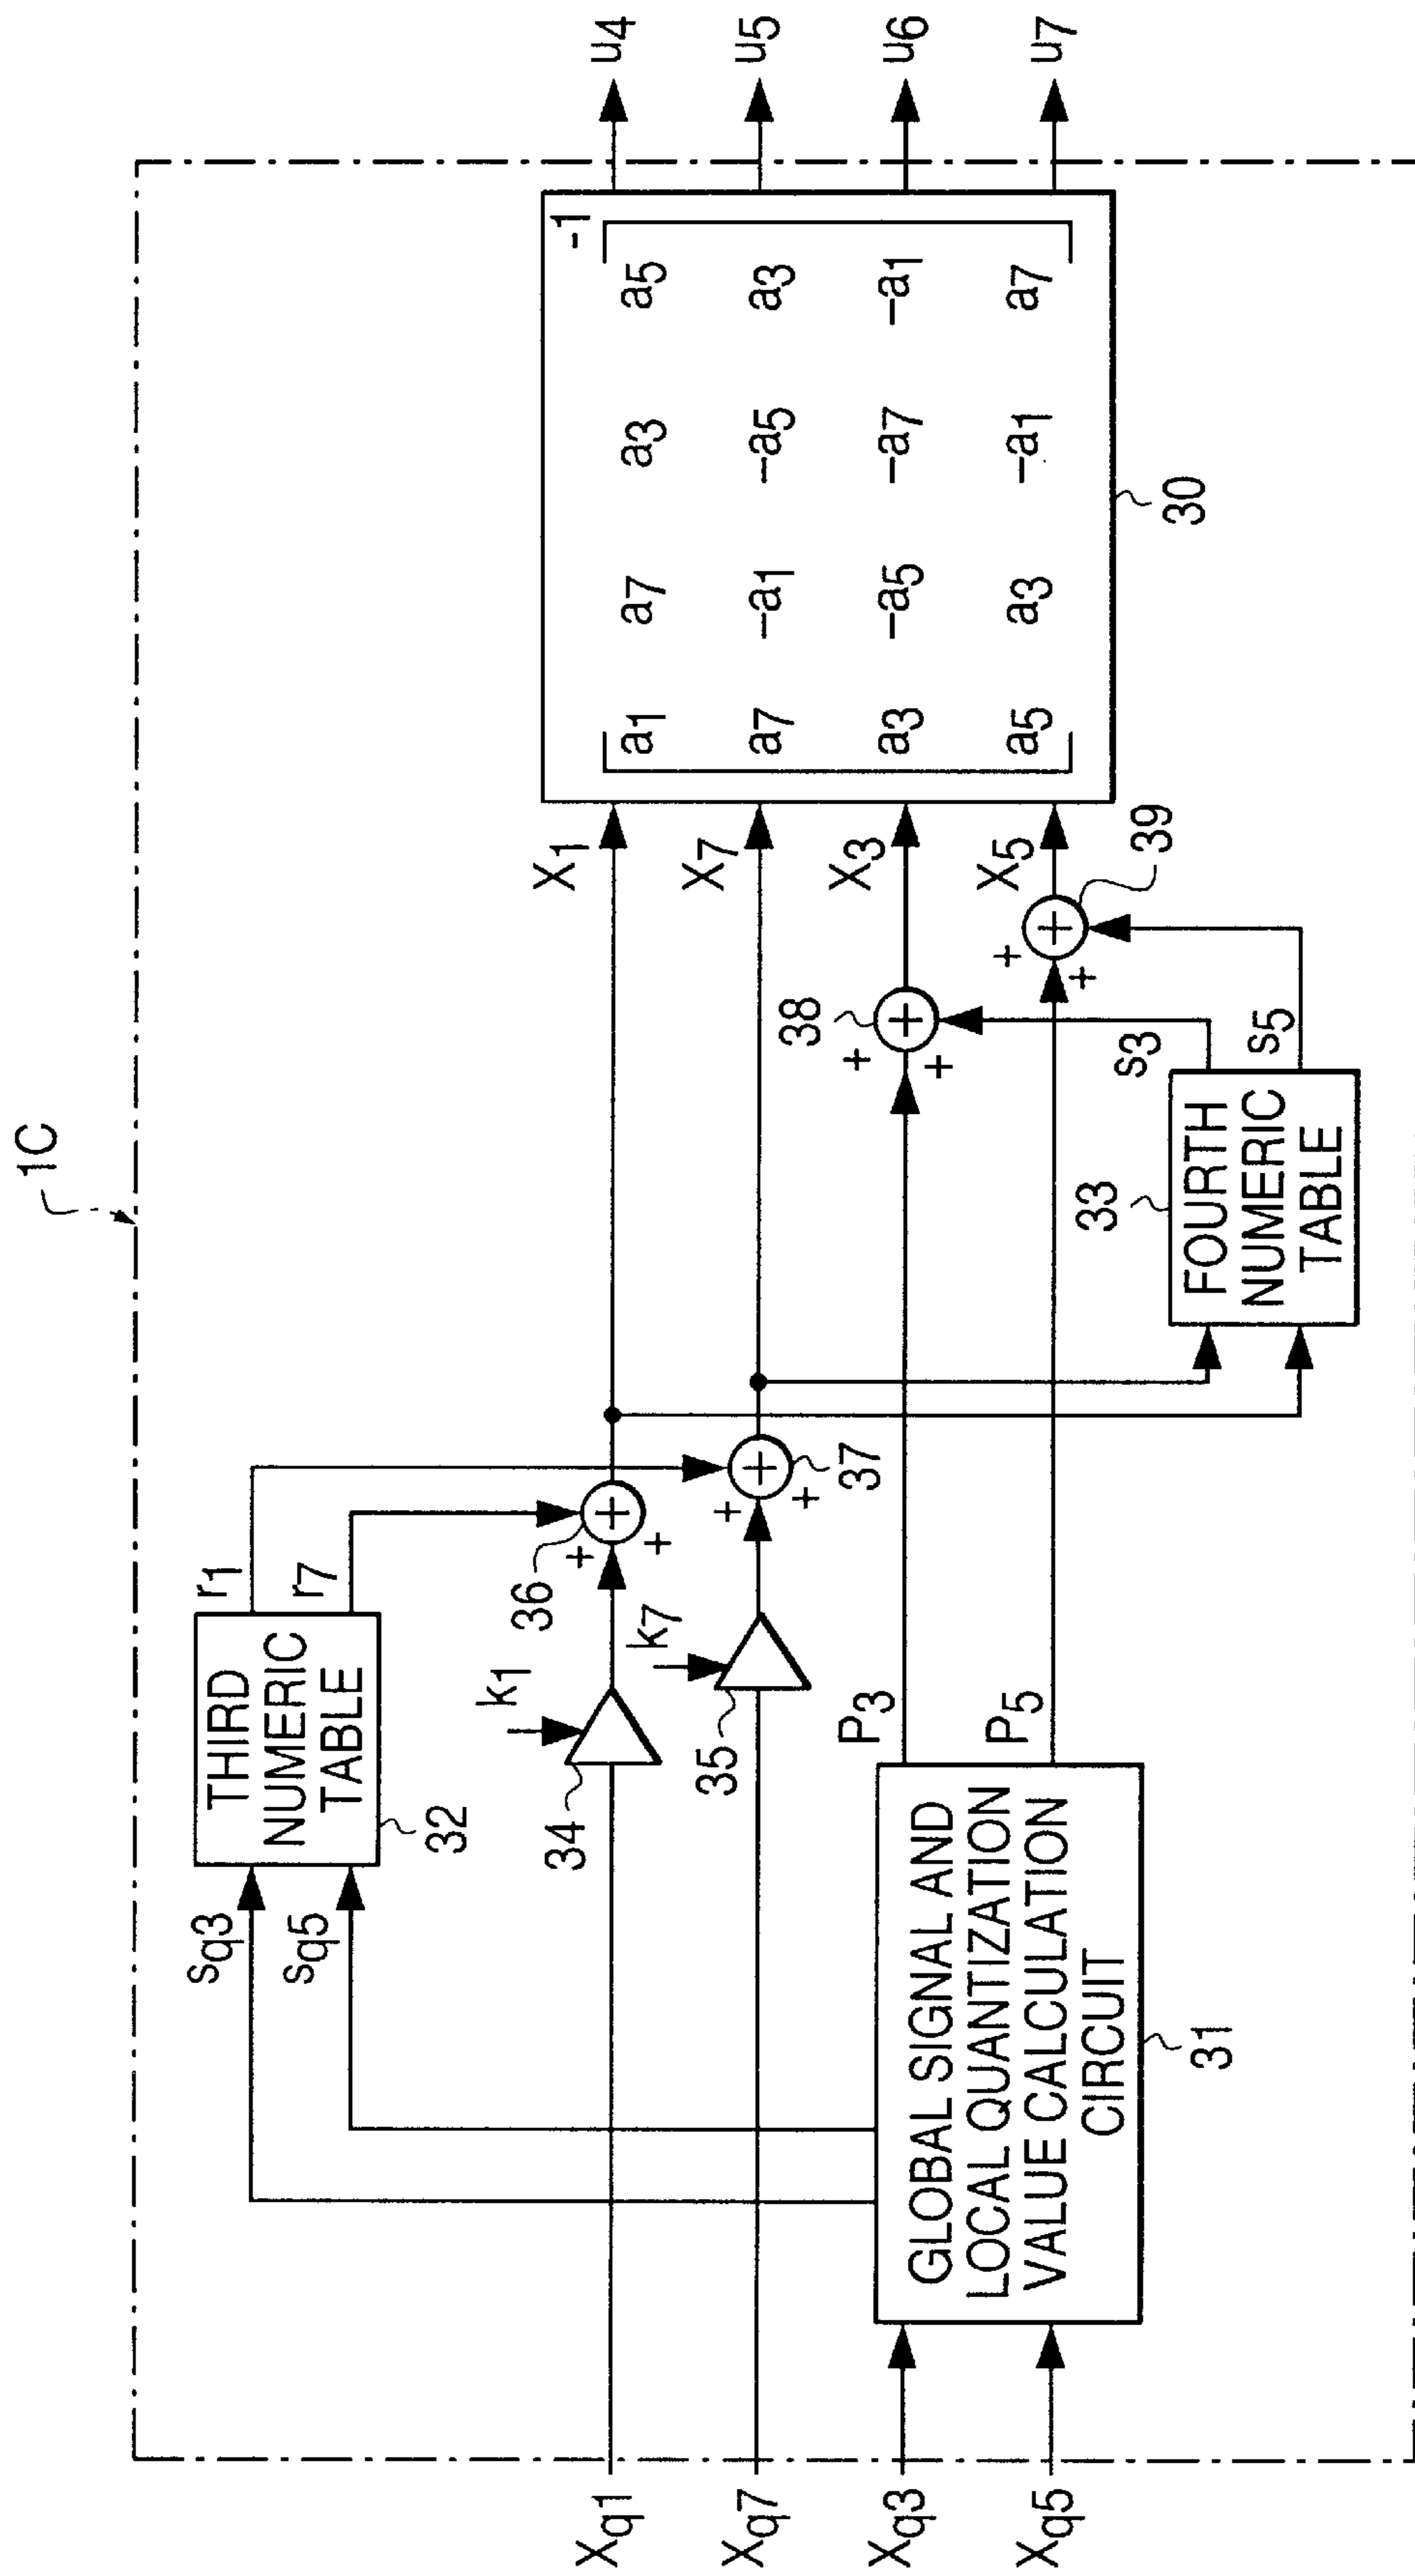 1C
sq3
sq5
THIRD
NUMERIC
TABLE
32
r1
r7
Xq1
34
k1
36
X1
u4
Xq7
35
k7
37
X7
u5
Xq3
P3
38
X3
u6
Xq5
P5
39
X5
u7
GLOBAL SIGNAL AND
LOCAL QUANTIZATION
VALUE CALCULATION
CIRCUIT
31
33
FOURTH
NUMERIC
TABLE
s3
s5
+ + +
+ + +
+ + +
+ + +
-1
a1 a7 a3 a5
a7 –a1 –a5 a3
a3 –a5 –a7 –a1
a5 a3 –a1 a7
30